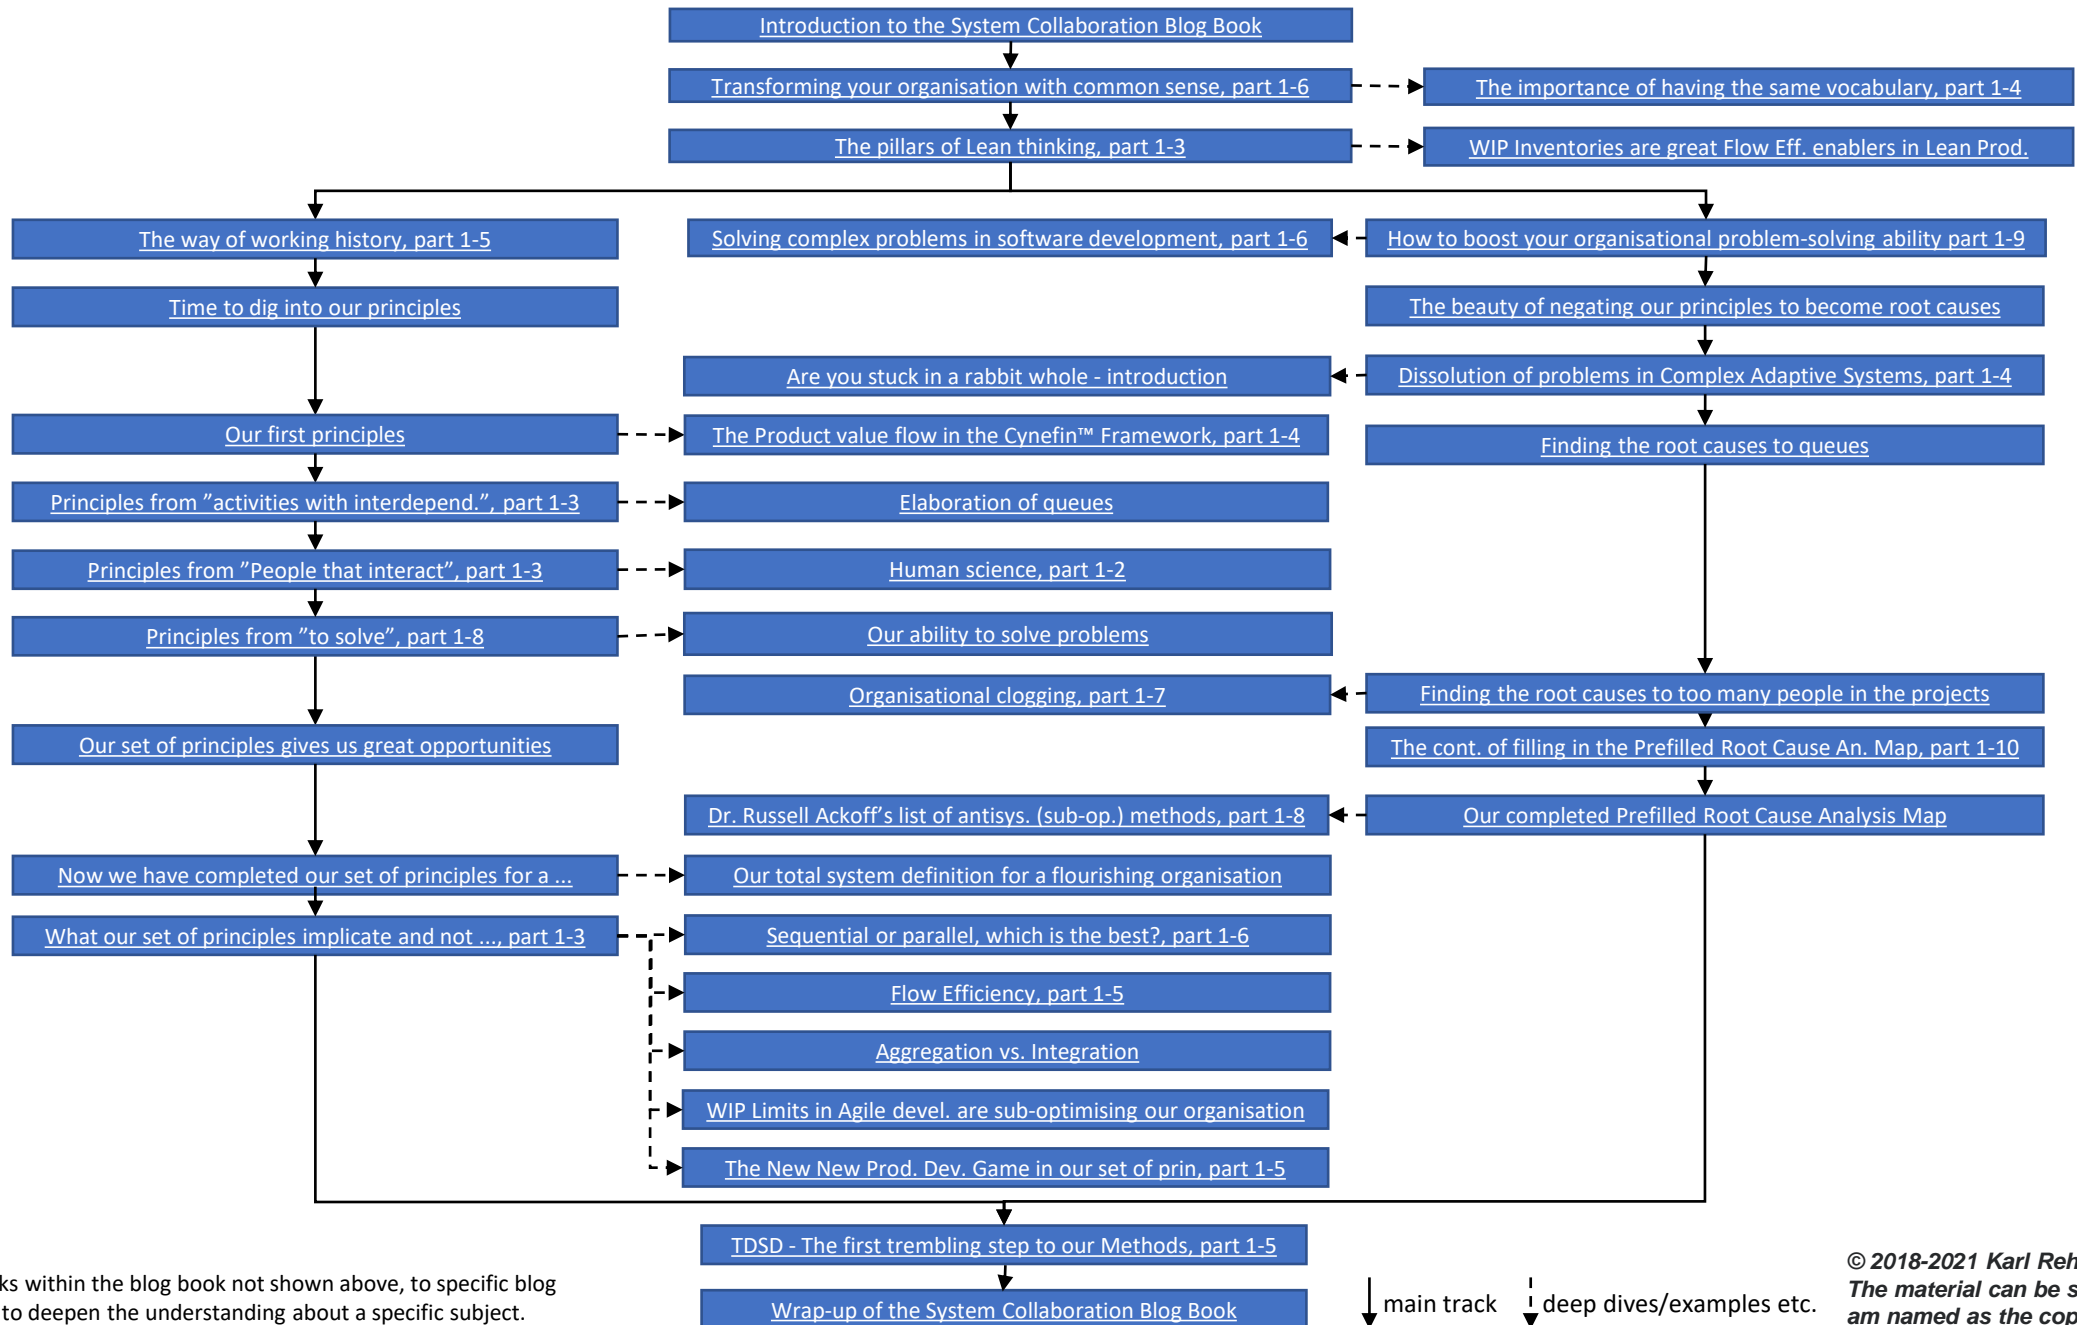 Introduction to the System Collaboration Blog Book
Transforming your organisation with common sense, part 1-6
The importance of having the same vocabulary, part 1-4
The pillars of Lean thinking, part 1-3
WIP Inventories are great Flow Eff. enablers in Lean Prod.
The way of working history, part 1-5
Solving complex problems in software development, part 1-6
How to boost your organisational problem-solving ability part 1-9
Time to dig into our principles
The beauty of negating our principles to become root causes
Are you stuck in a rabbit whole - introduction
Dissolution of problems in Complex Adaptive Systems, part 1-4
Our first principles
The Product value flow in the Cynefin™ Framework, part 1-4
Finding the root causes to queues
Principles from ”activities with interdepend.”, part 1-3
Elaboration of queues
Principles from ”People that interact”, part 1-3
Human science, part 1-2
Principles from ”to solve”, part 1-8
Our ability to solve problems
Organisational clogging, part 1-7
Finding the root causes to too many people in the projects
Our set of principles gives us great opportunities
The cont. of filling in the Prefilled Root Cause An. Map, part 1-10
Dr. Russell Ackoff’s list of antisys. (sub-op.) methods, part 1-8
Our completed Prefilled Root Cause Analysis Map
Now we have completed our set of principles for a ...
Our total system definition for a flourishing organisation
What our set of principles implicate and not ..., part 1-3
Sequential or parallel, which is the best?, part 1-6
Flow Efficiency, part 1-5
Aggregation vs. Integration
WIP Limits in Agile devel. are sub-optimising our organisation
The New New Prod. Dev. Game in our set of prin, part 1-5
TDSD - The first trembling step to our Methods, part 1-5
Wrap-up of the System Collaboration Blog Book
within the blog book not shown above, to specific blog
to deepen the understanding about a specific subject.
main track
deep dives/examples etc.
© 2018-2021 Karl
The material can be
am named as the